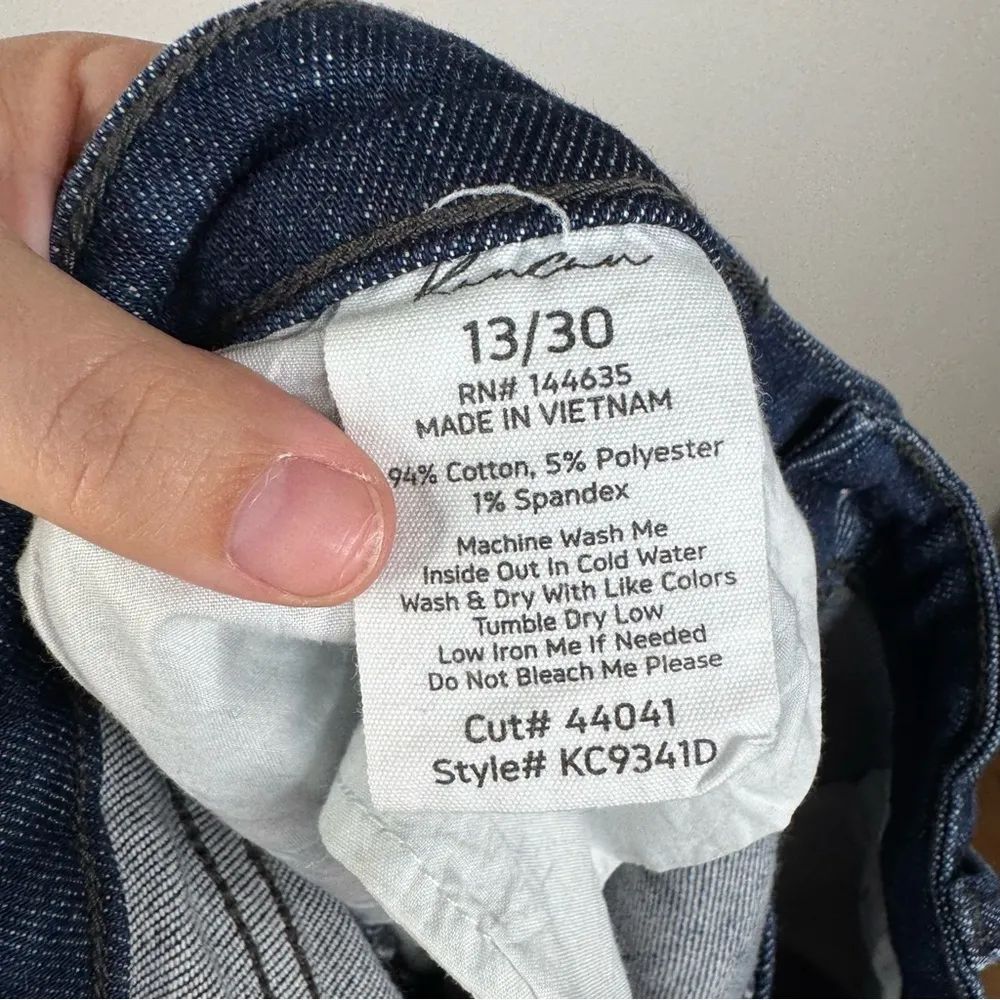 Kancan
13/30
RN# 144635
MADE IN VIETNAM
94% Cotton, 5% Polyester
1% Spandex
Machine Wash Me
Inside Out In Cold Water
Wash & Dry With Like Colors
Tumble Dry Low
Low Iron Me If Needed
Do Not Bleach Me Please
Cut# 44041
Style# KC9341D